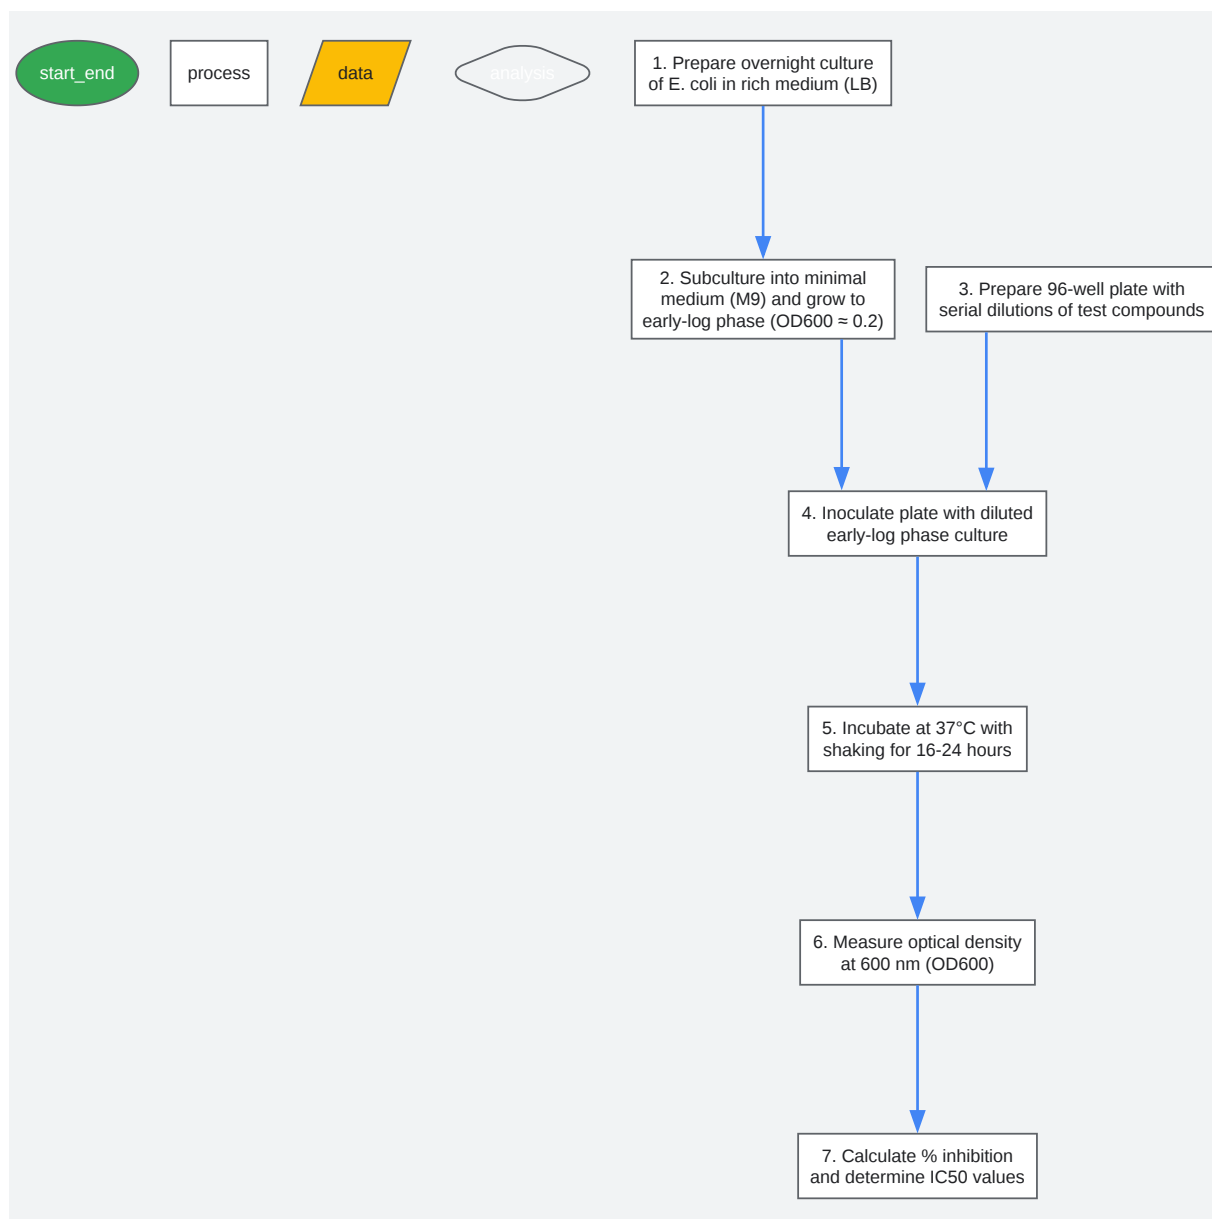 start_end
process
data
analysis
1. Prepare overnight culture
of E. coli in rich medium (LB)
2. Subculture into minimal
medium (M9) and grow to
early-log phase (OD600 ≈ 0.2)
3. Prepare 96-well plate with
serial dilutions of test compounds
4. Inoculate plate with diluted
early-log phase culture
5. Incubate at 37°C with
shaking for 16-24 hours
6. Measure optical density
at 600 nm (OD600)
7. Calculate % inhibition
and determine IC50 values